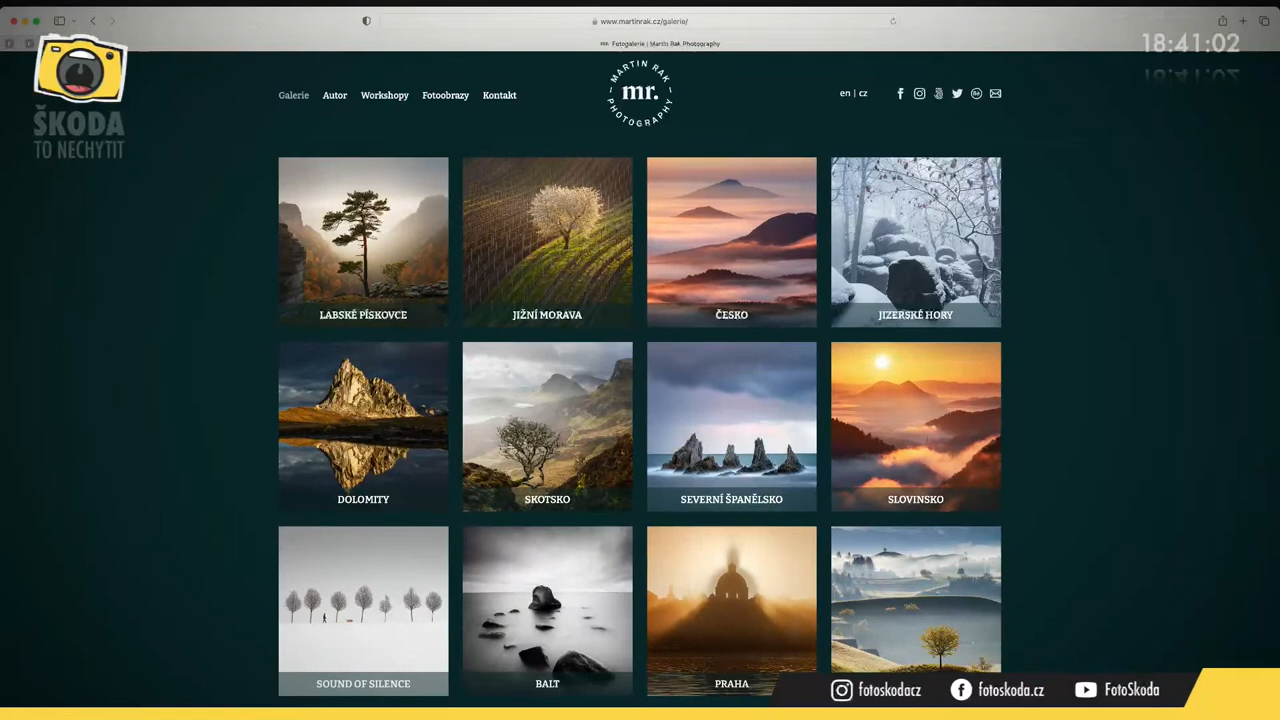 www.martinrak.cz/galerie/
mr. Fotogalerie | Martin Rak Photography
18:41:02
ŠKODA
TO NECHYTIT
Galerie Autor Workshopy Fotoobrazy Kontakt
MARTIN RAK
mr.
PHOTOGRAPHY
en | cz
LABSKÉ PÍSKOVCE
JIŽNÍ MORAVA
ČESKO
JIZERSKÉ HORY
DOLOMITY
SKOTSKO
SEVERNÍ ŠPANĚLSKO
SLOVINSKO
SOUND OF SILENCE
BALT
PRAHA
fotoskodacz
fotoskoda.cz
FotoSkoda